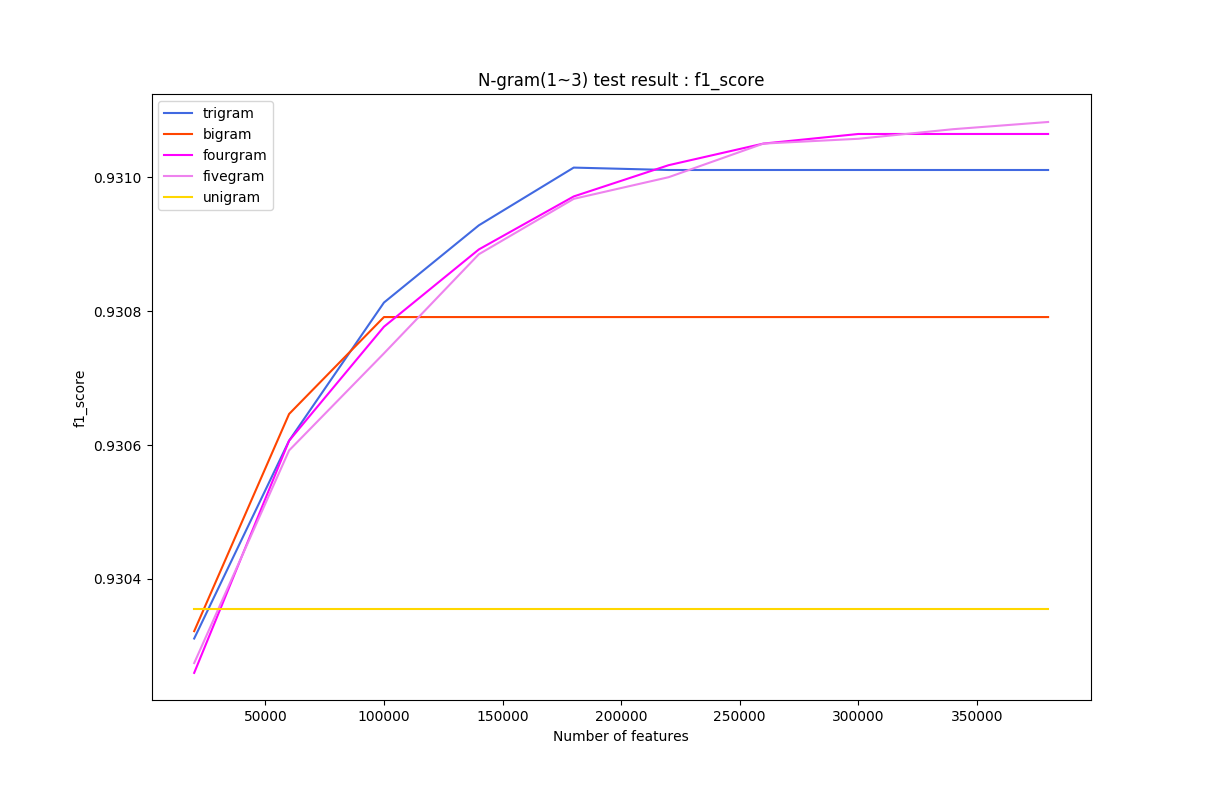 N-gram(1~3) test result : f1_score
trigram
bigram
fourgram
fivegram
unigram
0.9310
0.9308
0.9306
0.9304
f1_score
50000 100000 150000 200000 250000 300000 350000
Number of features